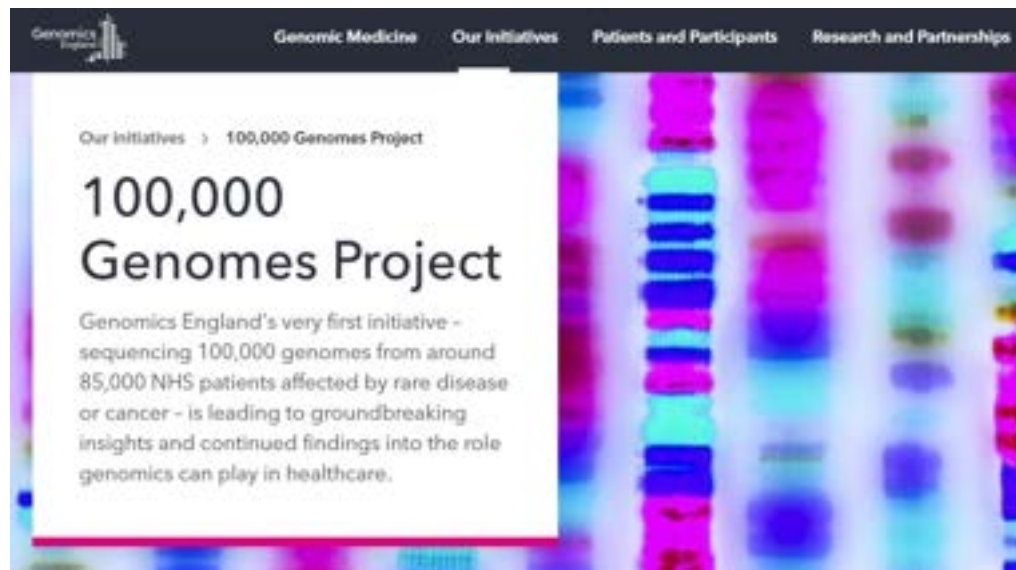 Genomics
England
Genomic Medicine Our Initiatives Patients and Participants Research and Partnerships
Our Initiatives > 100,000 Genomes Project
100,000
Genomes Project
Genomics England's very first initiative –
sequencing 100,000 genomes from around
85,000 NHS patients affected by rare disease
or cancer – is leading to groundbreaking
insights and continued findings into the role
genomics can play in healthcare.